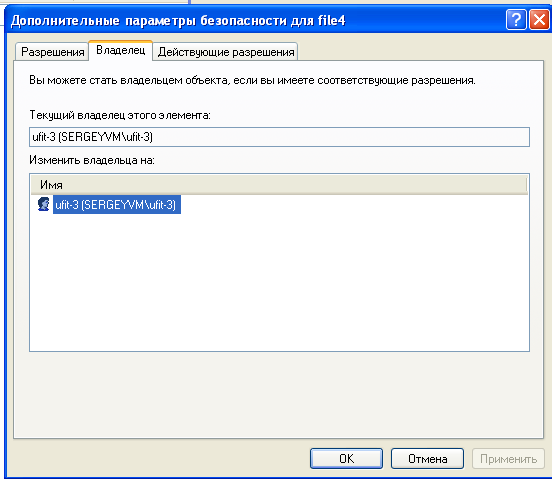 Дополнительные параметры безопасности для file4
Разрешения Владелец Действующие разрешения
Вы можете стать владельцем объекта, если вы имеете соответствующие разрешения.
Текущий владелец этого элемента:
ufit-3 (SERGEYVM\ufit-3)
Изменить владельца на:
Имя
ufit-3 (SERGEYVM\ufit-3)
OK Отмена Применить